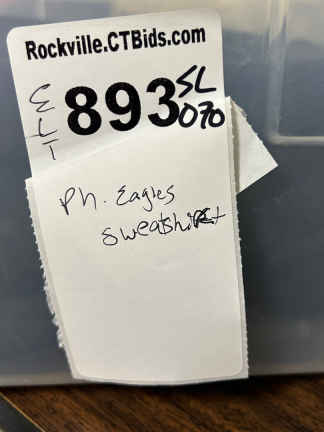 Rockville.CTBids.com
893 SL
070
Ph. Eagles
sweatshirt